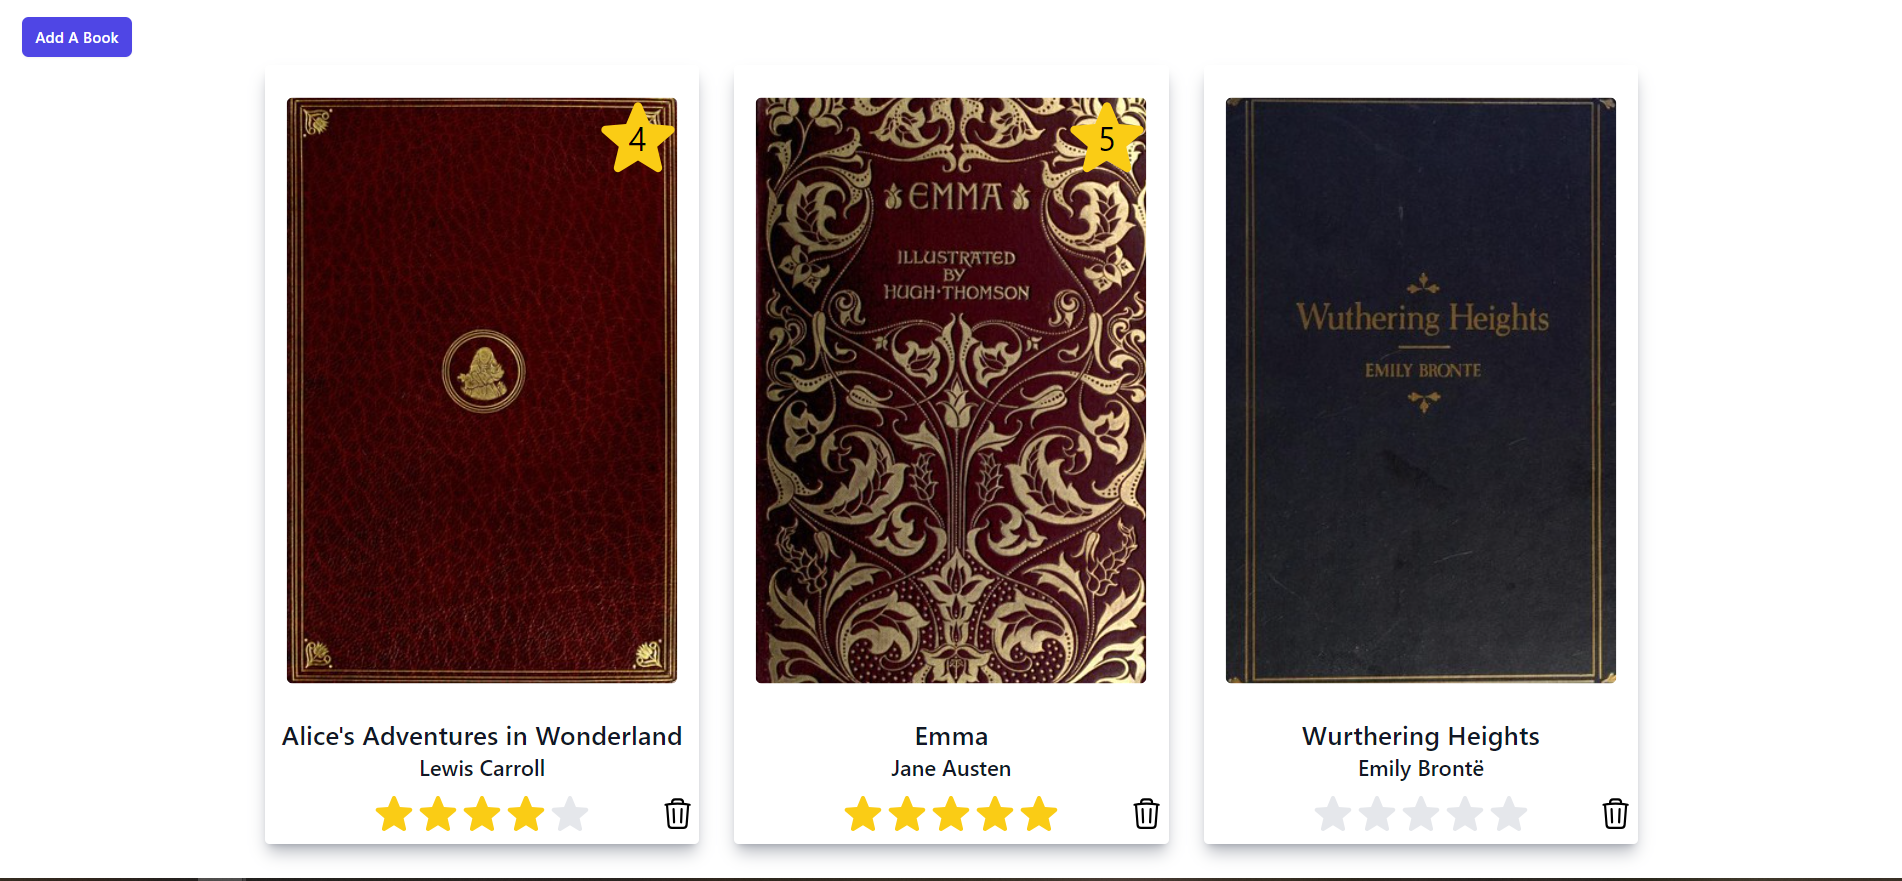 Add A Book
4
EMMA
ILLUSTRATED
BY
HUGH·THOMSON
5
Wuthering Heights
EMILY BRONTE
Alice's Adventures in Wonderland
Lewis Carroll
Emma
Jane Austen
Wurthering Heights
Emily Brontë